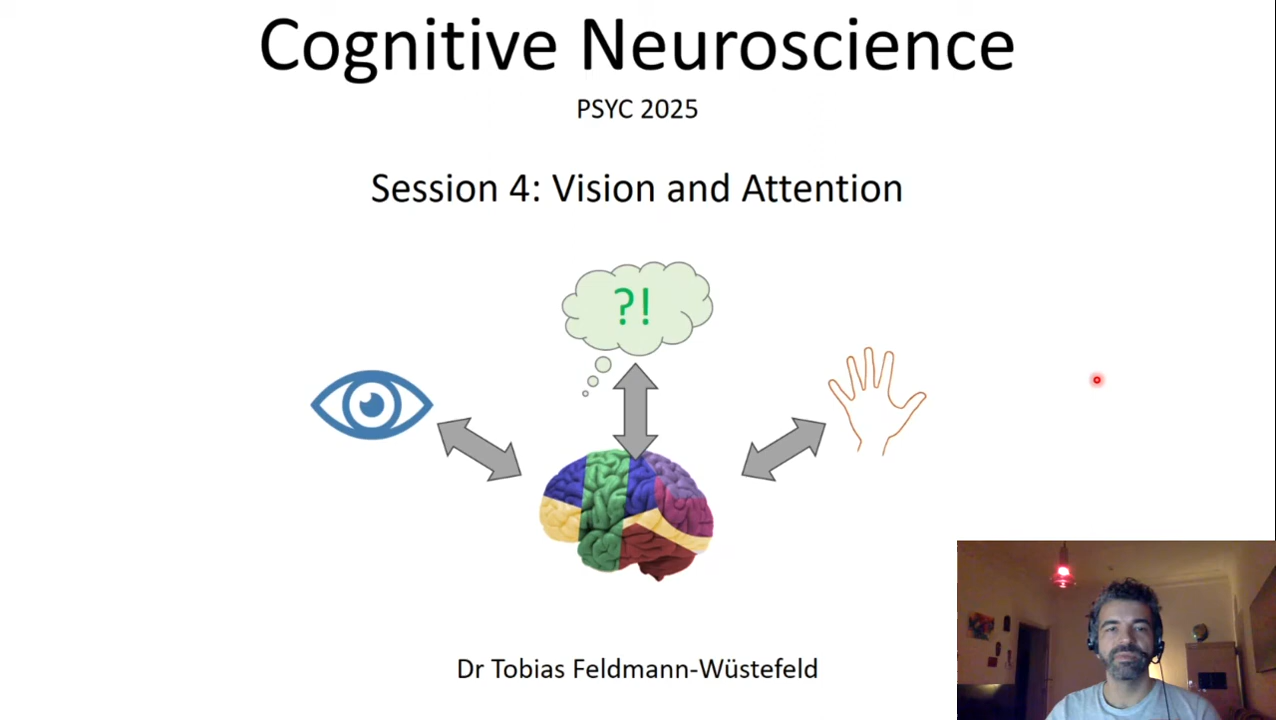 Cognitive Neuroscience
PSYC 2025
Session 4: Vision and Attention
?!
Dr Tobias Feldmann-Wüstefeld